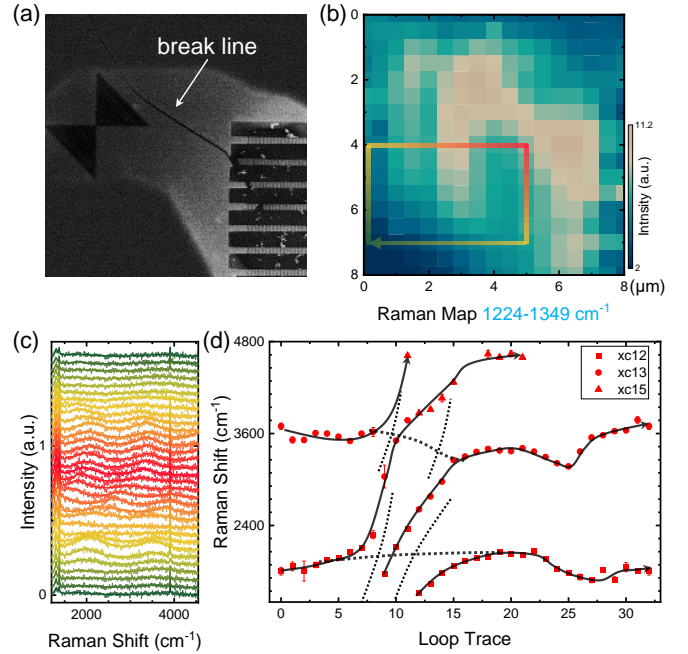 (a)
break line
(b)
0
2
4
6
8
0
2
4
6
8
(μm)
11.2
2
Intnsity (a.u.)
Raman Map 1224-1349 cm⁻¹
(c)
Intensity (a.u.)
1
0
2000
4000
Raman Shift (cm⁻¹)
(d)
Raman Shift (cm⁻¹)
4800
3600
2400
0
5
10
15
20
25
30
Loop Trace
xc12
xc13
xc15